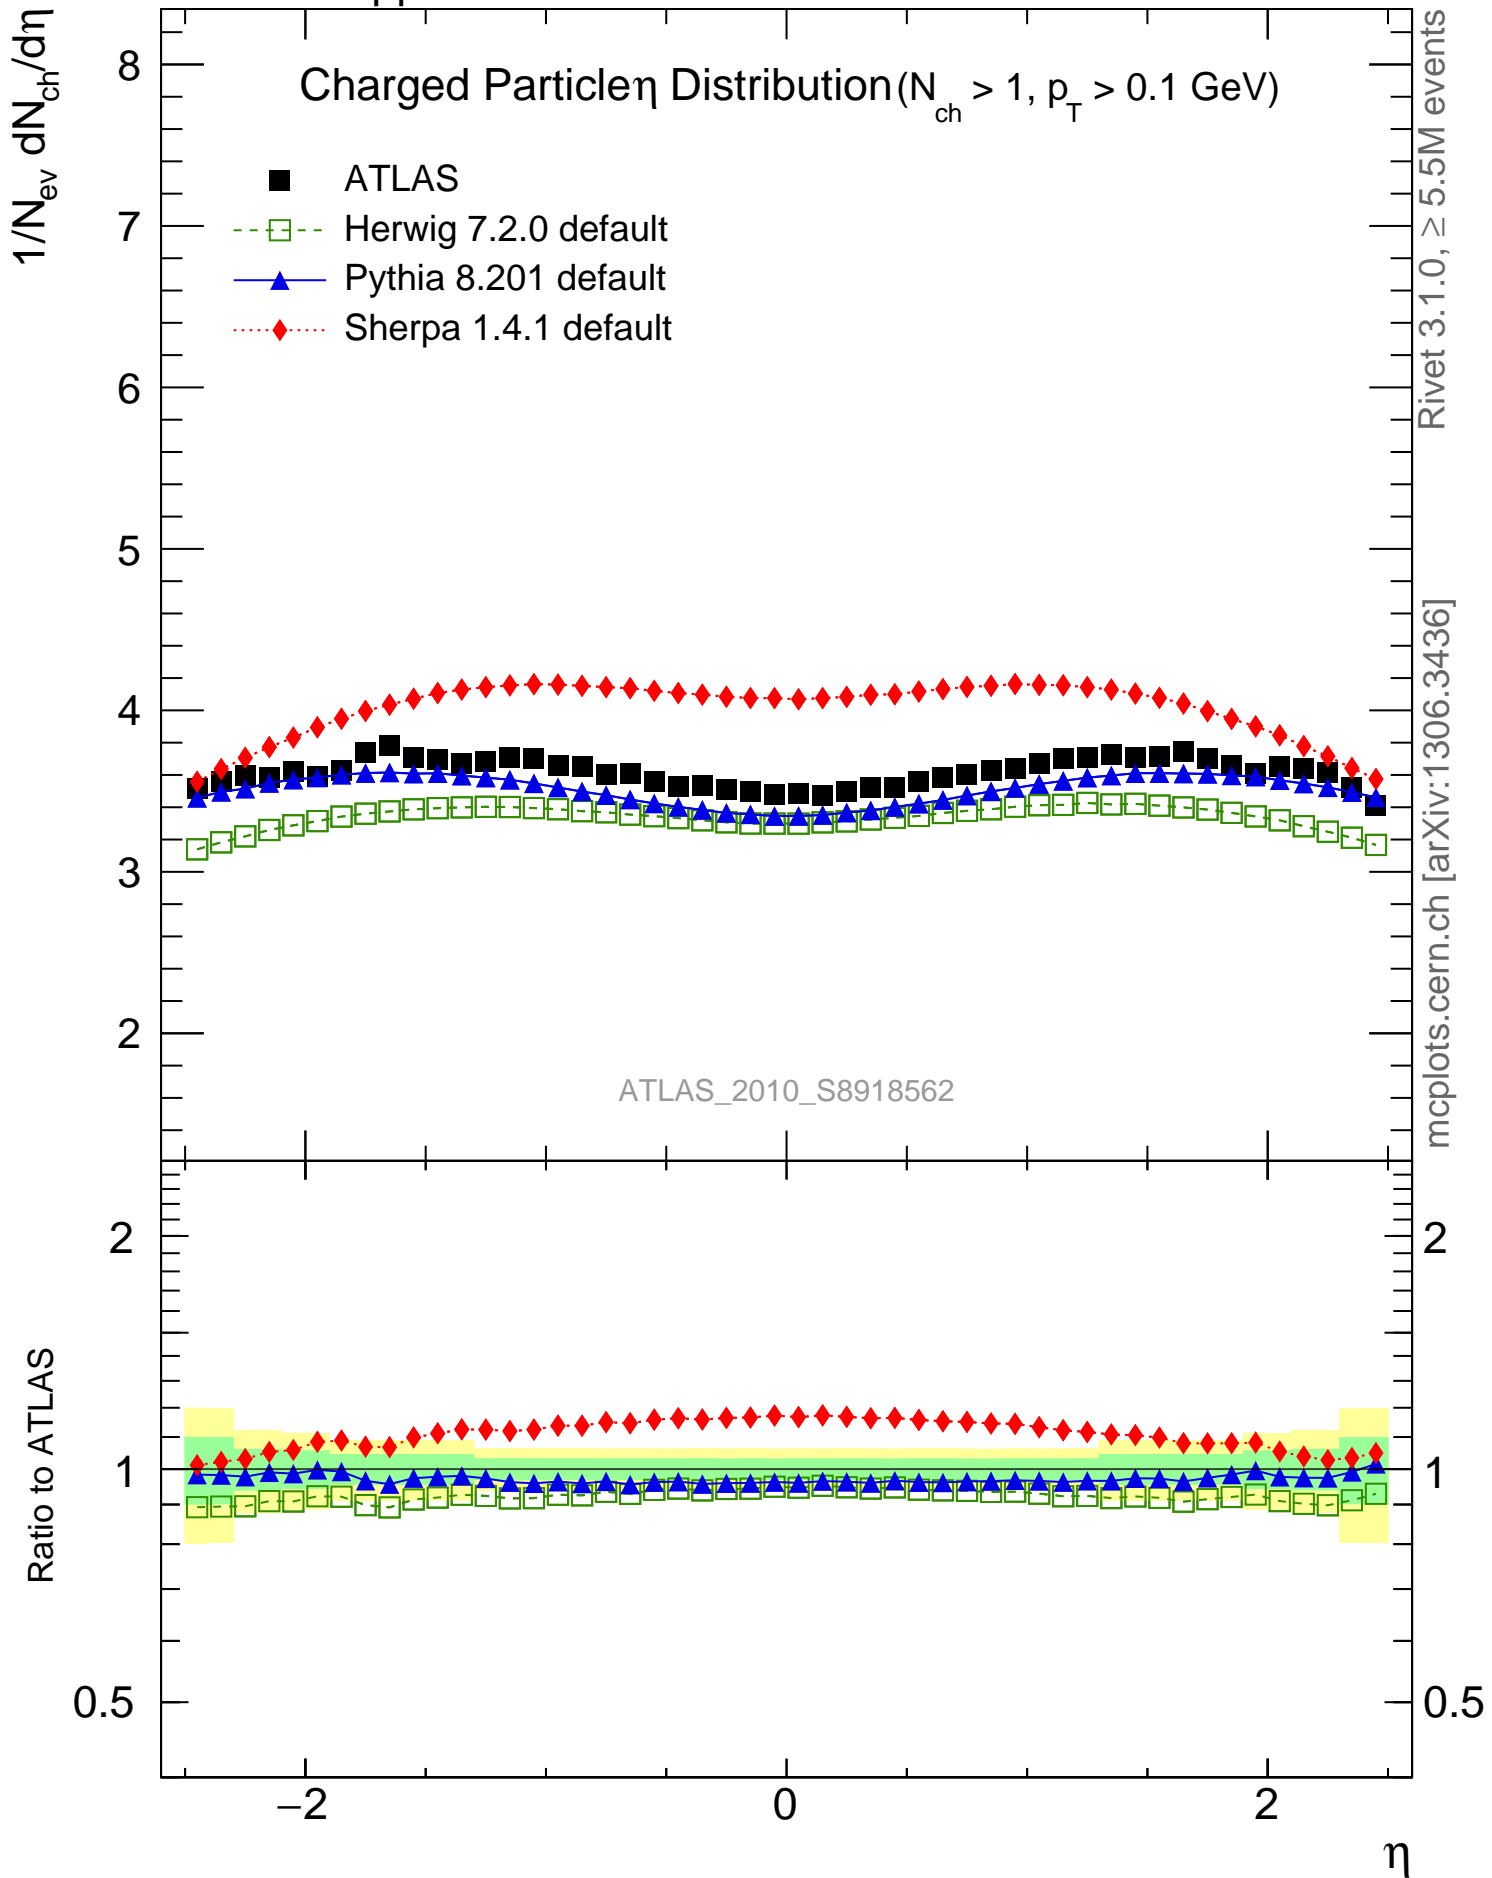 1/N_ev dN_ch/dη
Charged Particleη Distribution (N_ch > 1, p_T > 0.1 GeV)
ATLAS
Herwig 7.2.0 default
Pythia 8.201 default
Sherpa 1.4.1 default
8
7
6
5
4
3
2
ATLAS_2010_S8918562
Rivet 3.1.0, ≥ 5.5M events
mcplots.cern.ch [arXiv:1306.3436]
Ratio to ATLAS
2
1
0.5
2
1
0.5
−2
0
2
η